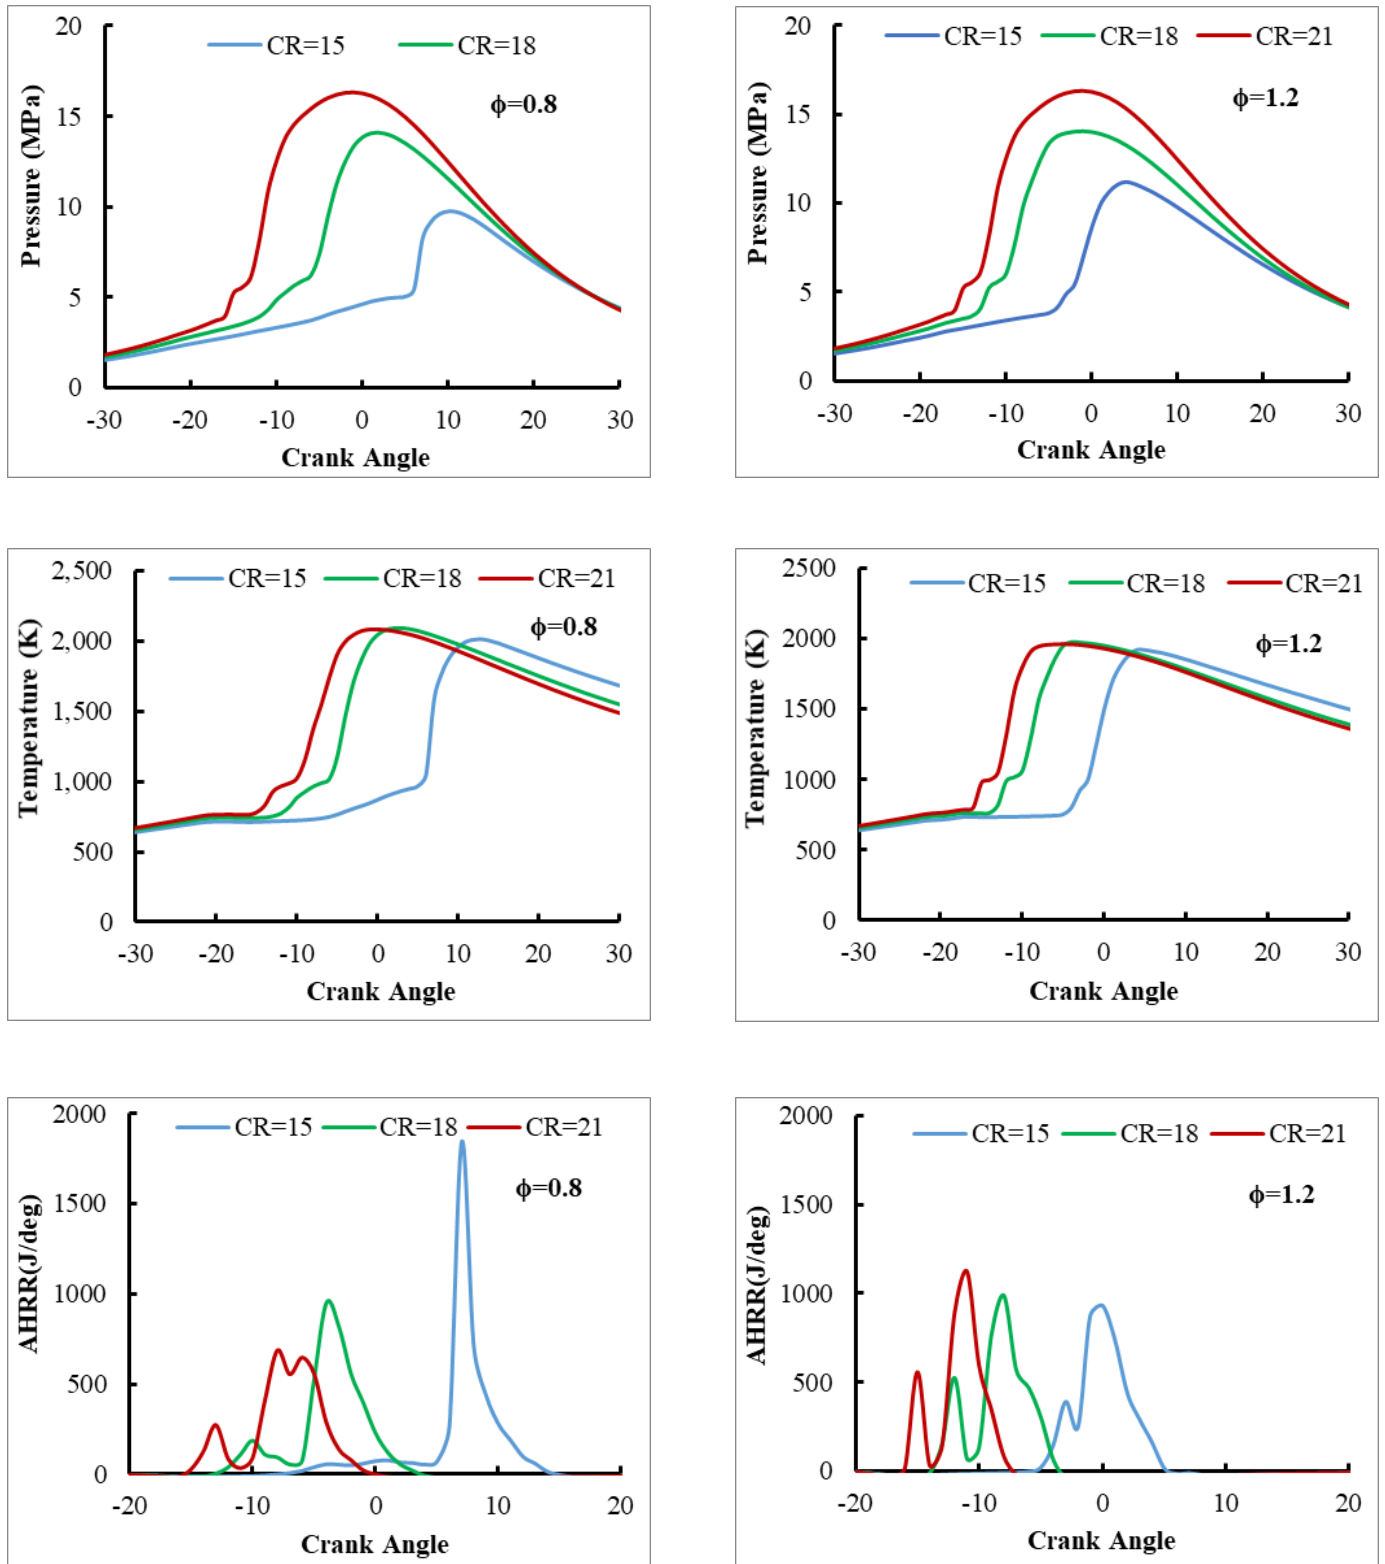 20
CR=15 CR=18
ϕ=0.8
15
Pressure (MPa)
10
5
0
-30 -20 -10 0 10 20 30
Crank Angle
20
CR=15 CR=18 CR=21
ϕ=1.2
15
Pressure (MPa)
10
5
0
-30 -20 -10 0 10 20 30
Crank Angle
2,500
CR=15 CR=18 CR=21
ϕ=0.8
2,000
Temperature (K)
1,500
1,000
500
0
-30 -20 -10 0 10 20 30
Crank Angle
2500
CR=15 CR=18 CR=21
ϕ=1.2
2000
Temperature (K)
1500
1000
500
0
-30 -20 -10 0 10 20 30
Crank Angle
2000
CR=15 CR=18 CR=21
ϕ=0.8
1500
AHRR(J/deg)
1000
500
0
-20 -10 0 10 20
Crank Angle
2000
CR=15 CR=18 CR=21
ϕ=1.2
1500
AHRR(J/deg)
1000
500
0
-20 -10 0 10 20
Crank Angle